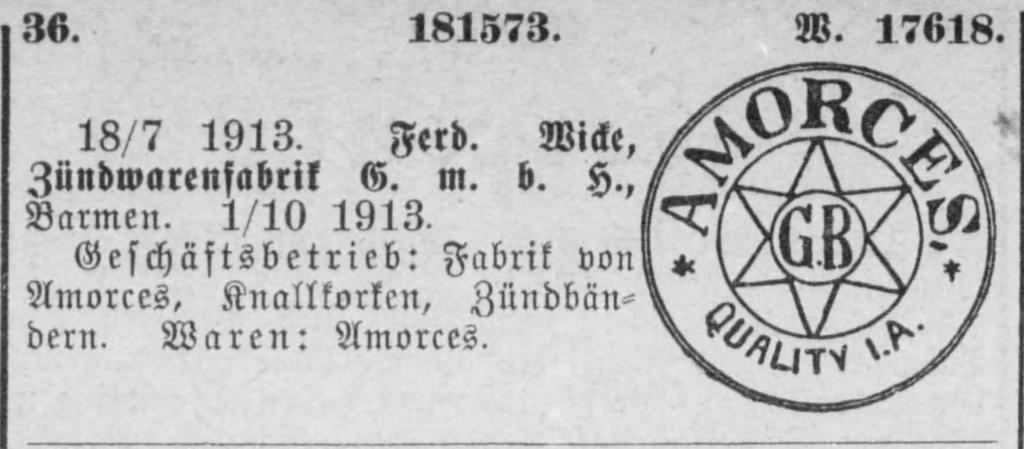 36. 181573. W. 17618.
18/7 1913. Ferd. Wicke,
Zündwarenfabrik G. m. b. H.,
Barmen. 1/10 1913.
Geschäftsbetrieb: Fabrik von
Amorces, Knallkorken, Zündbän-
dern. Waren: Amorces.
AMORCES.
G.B
QUALITY I.A.